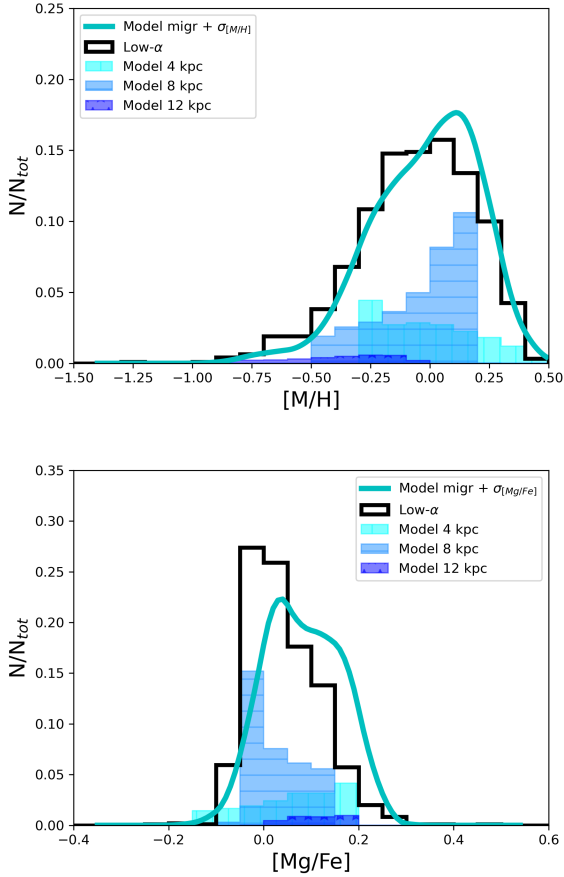 0.25
0.20
0.15
0.10
0.05
0.00
N/N_tot
Model migr + σ[M/H]
Low-α
Model 4 kpc
Model 8 kpc
Model 12 kpc
−1.50 −1.25 −1.00 −0.75 −0.50 −0.25 0.00 0.25 0.50
[M/H]
0.35
0.30
0.25
0.20
0.15
0.10
0.05
0.00
N/N_tot
Model migr + σ[Mg/Fe]
Low-α
Model 4 kpc
Model 8 kpc
Model 12 kpc
−0.4 −0.2 0.0 0.2 0.4 0.6
[Mg/Fe]